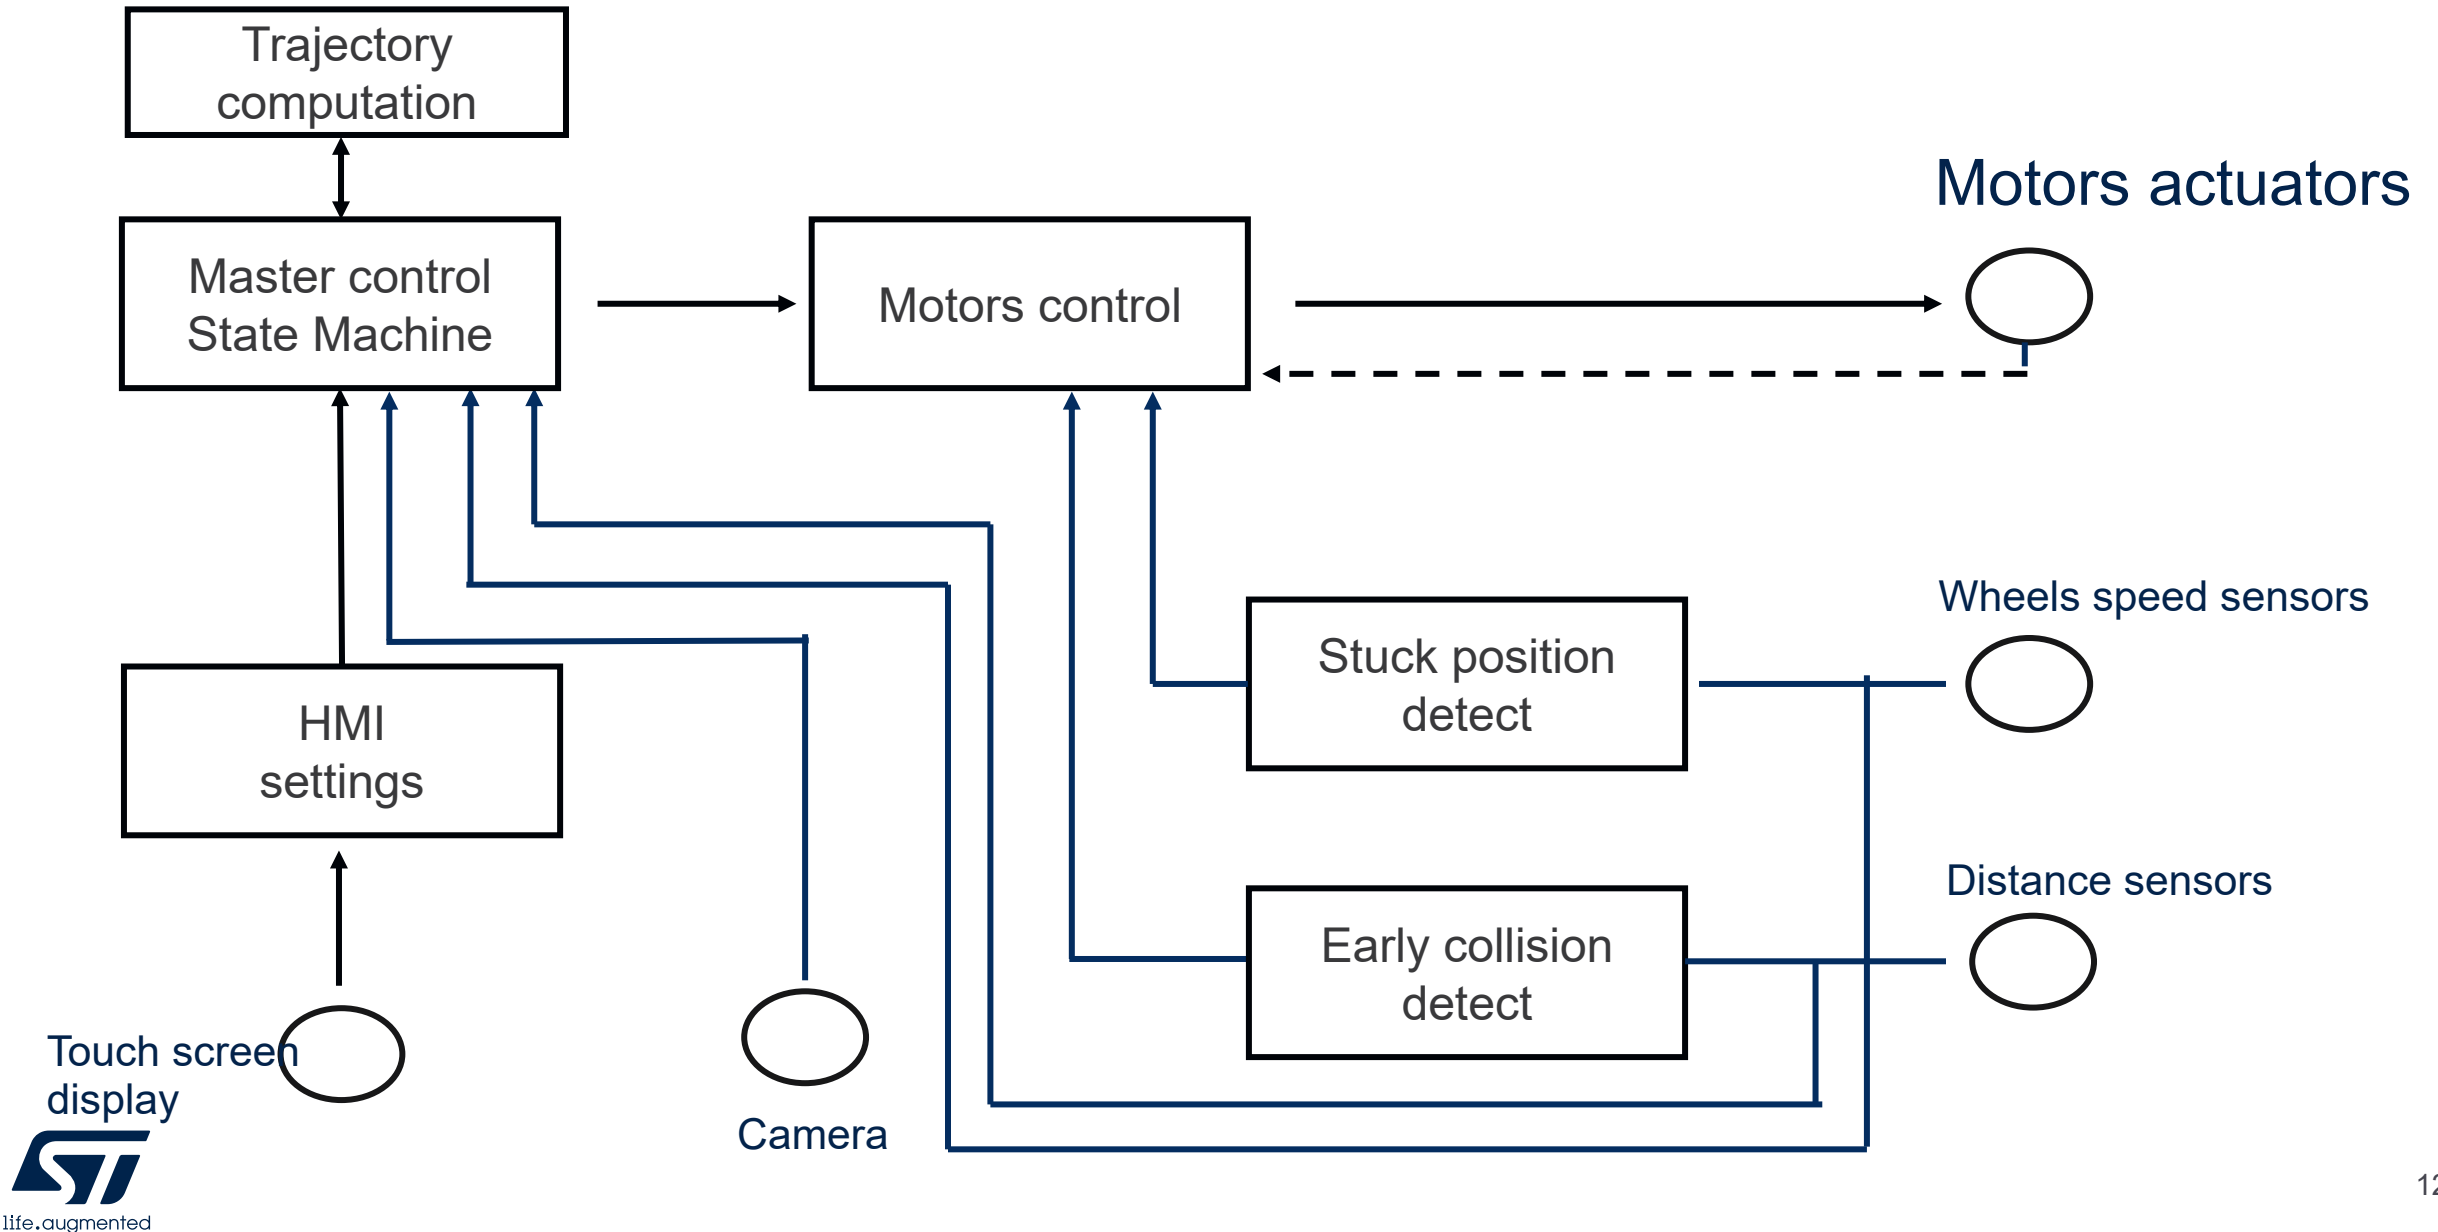 Trajectory
computation
Motors actuators
Master control
State Machine
Motors control
Wheels speed sensors
Stuck position
detect
HMI
settings
Distance sensors
Early collision
detect
Touch screen
display
Camera
ST
life.augmented